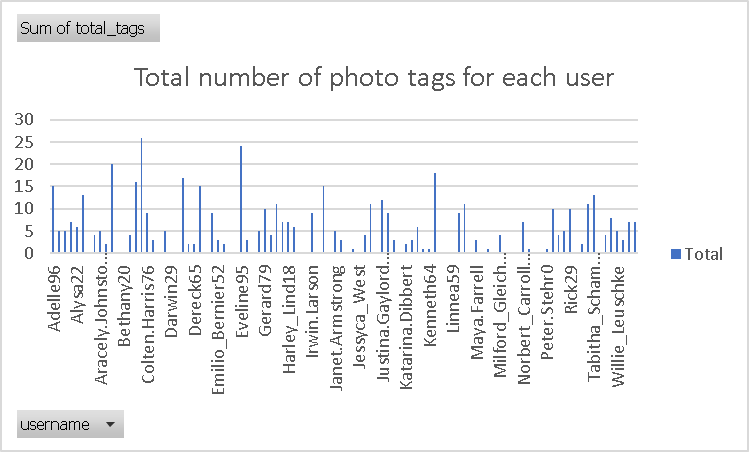 Sum of total_tags
Total number of photo tags for each user
30
25
20
15
10
5
0
Adelle96
Alysa22
Aracely.Johnsto...
Bethany20
Colten.Harris76
Darwin29
Dereck65
Emilio_Bernier52
Eveline95
Gerard79
Harley_Lind18
Irwin.Larson
Janet.Armstrong
Jessyca_West
Justina.Gaylord...
Katarina.Dibbert
Kenneth64
Linnea59
Maya.Farrell
Milford_Gleich...
Norbert_Carroll...
Peter.Stehr0
Rick29
Tabitha_Scham...
Willie_Leuschke
Total
username